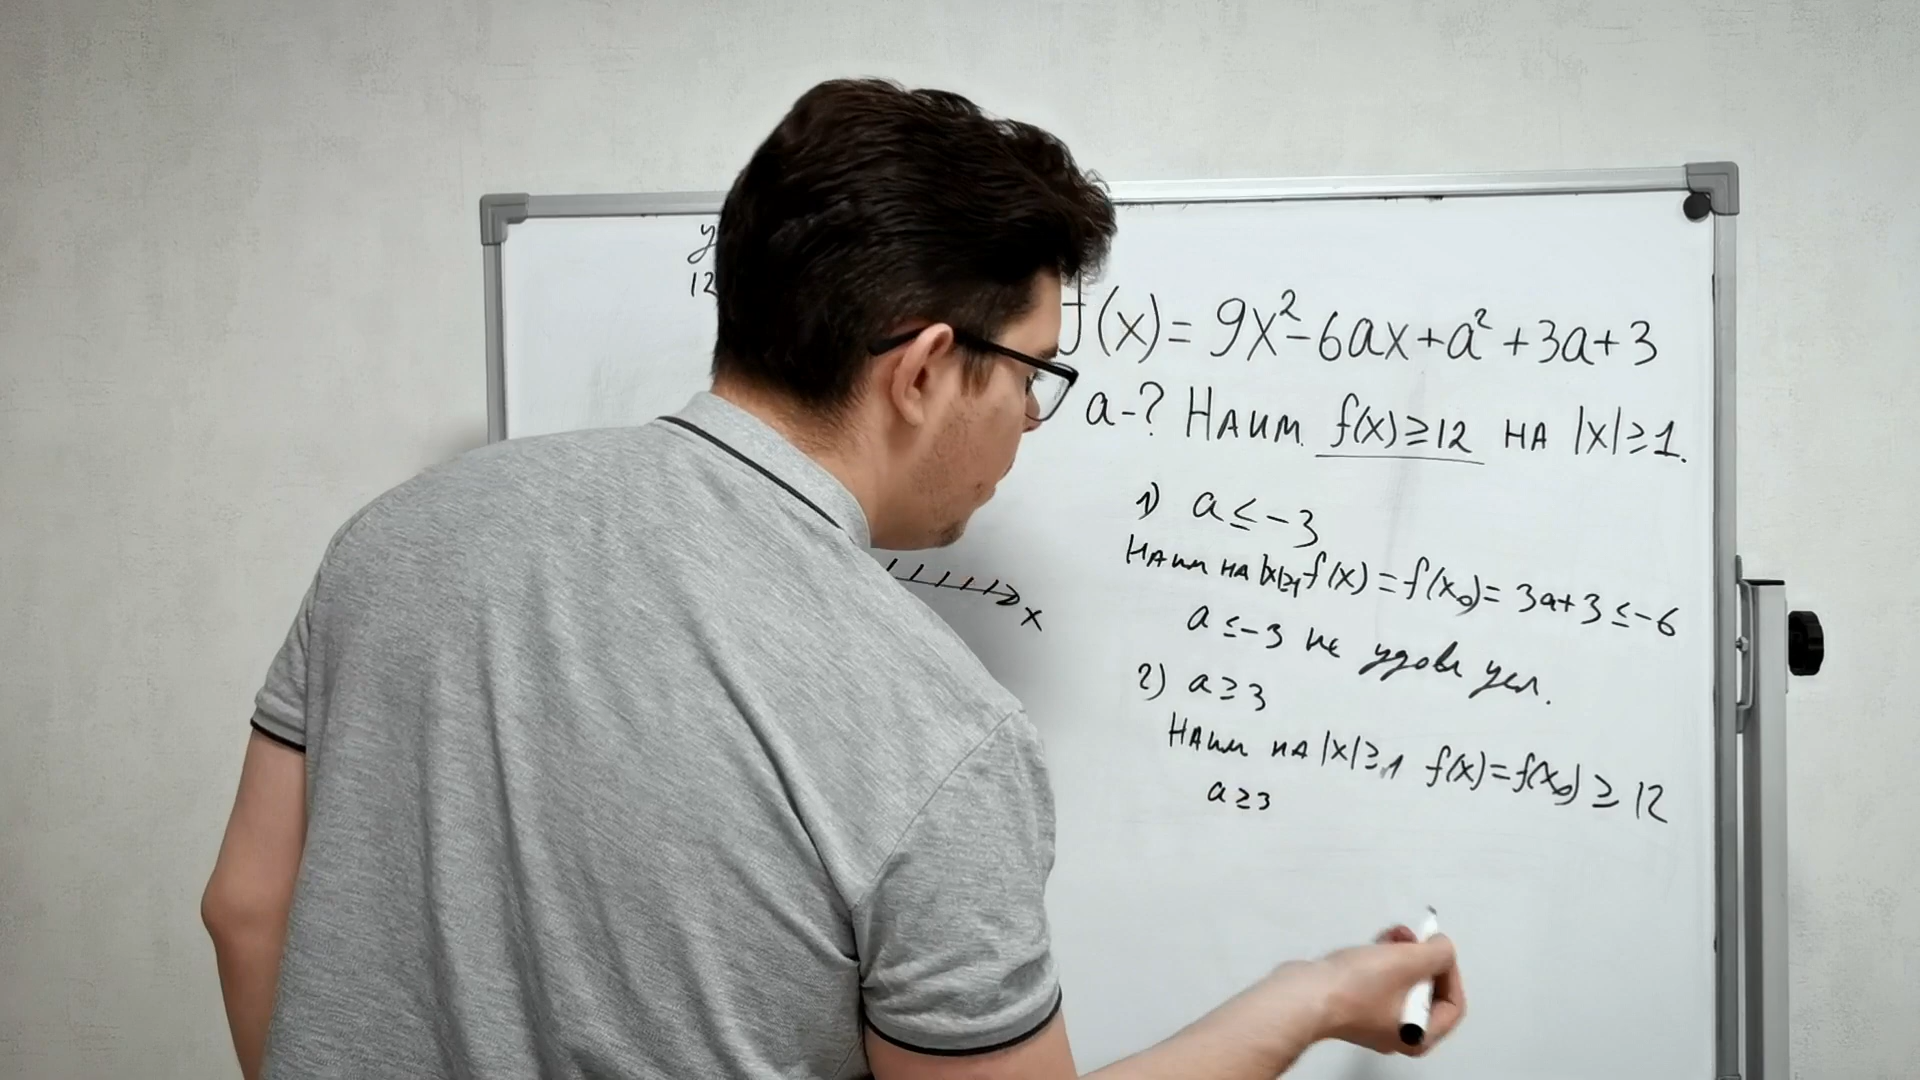 y
12
f(x) = 9x² - 6ax + a² + 3a + 3
a - ? Наим. f(x) ≥ 12 на |x| ≥ 1.
1) a ≤ -3
Наим на |x|≥1 f(x) = f(x₀) = 3a + 3 ≤ -6
a ≤ -3 не удовл усл.
x
2) a ≥ 3
Наим на |x| ≥ 1 f(x) = f(x₀) ≥ 12
a ≥ 3